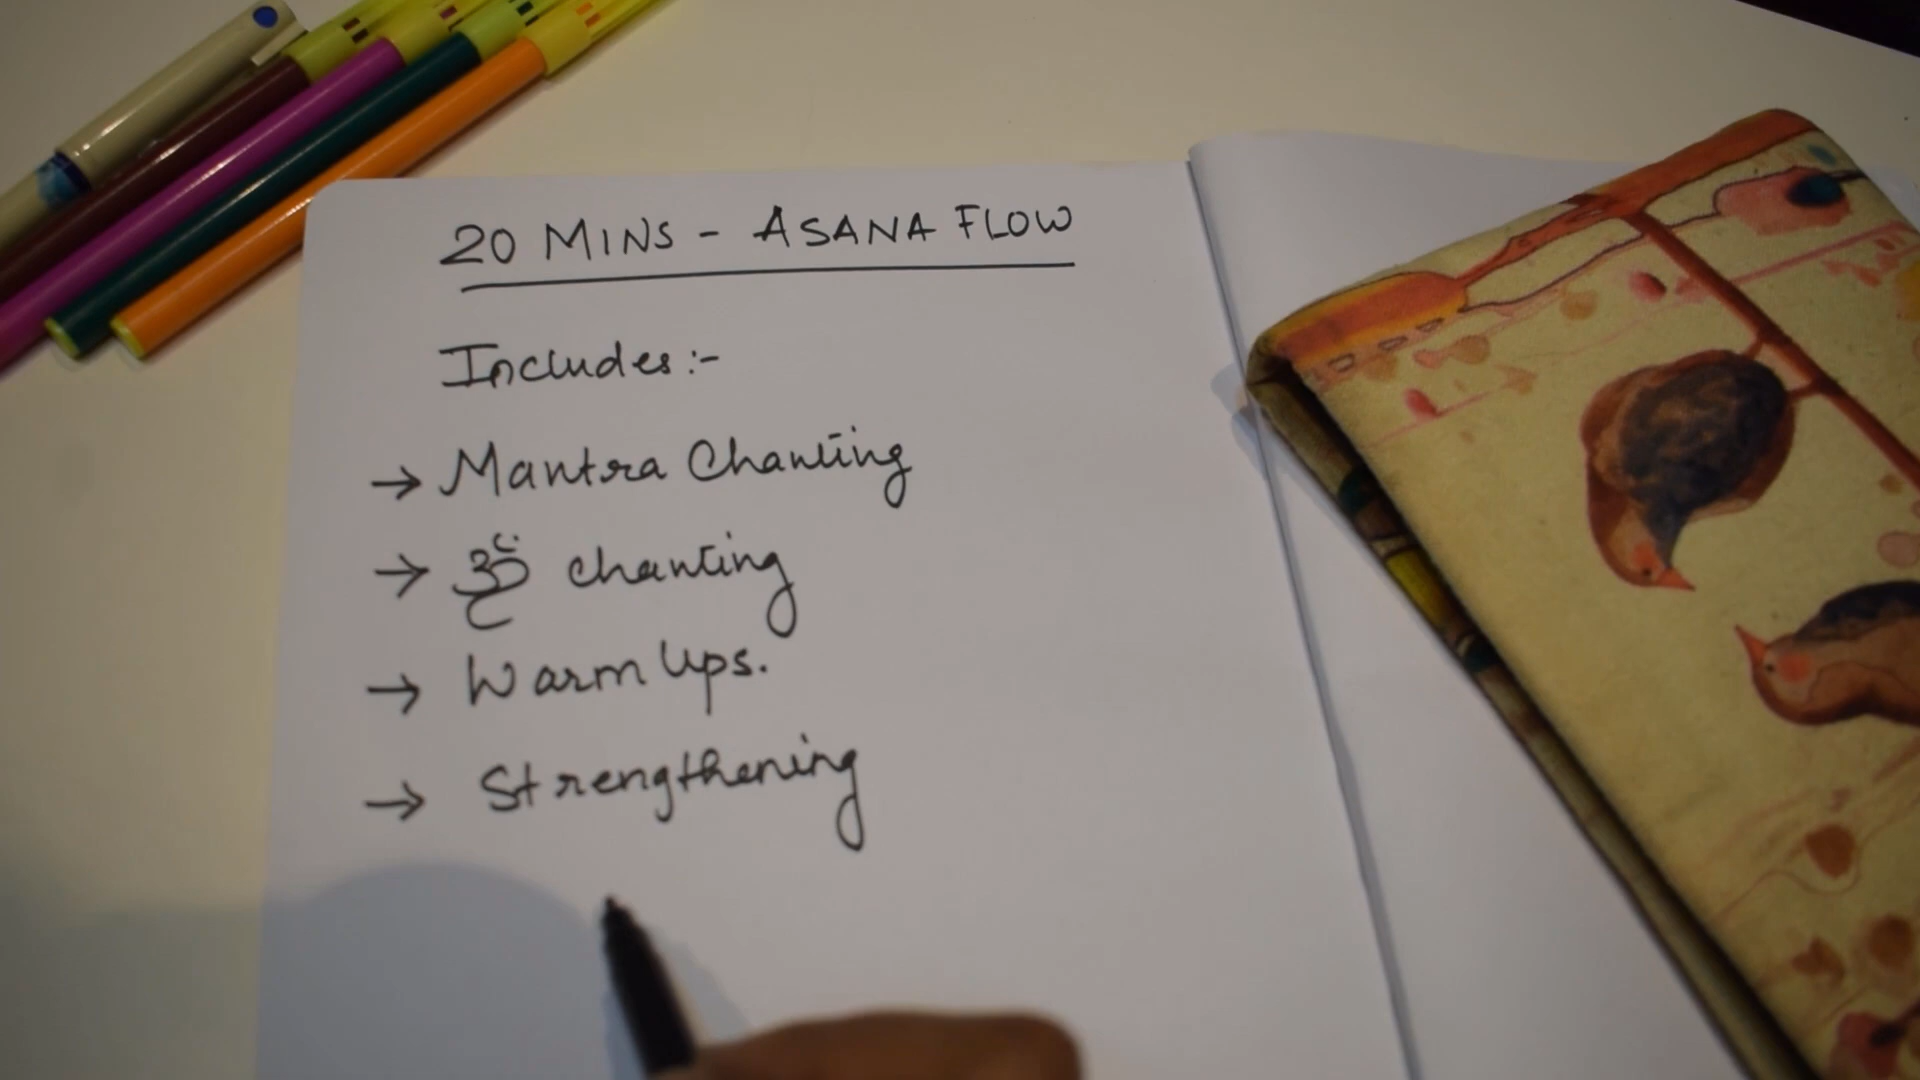 20 MINS - ASANA FLOW
Includes:-
→ Mantra Chanting
→ ॐ chanting
→ Warm Ups.
→ Strengthening